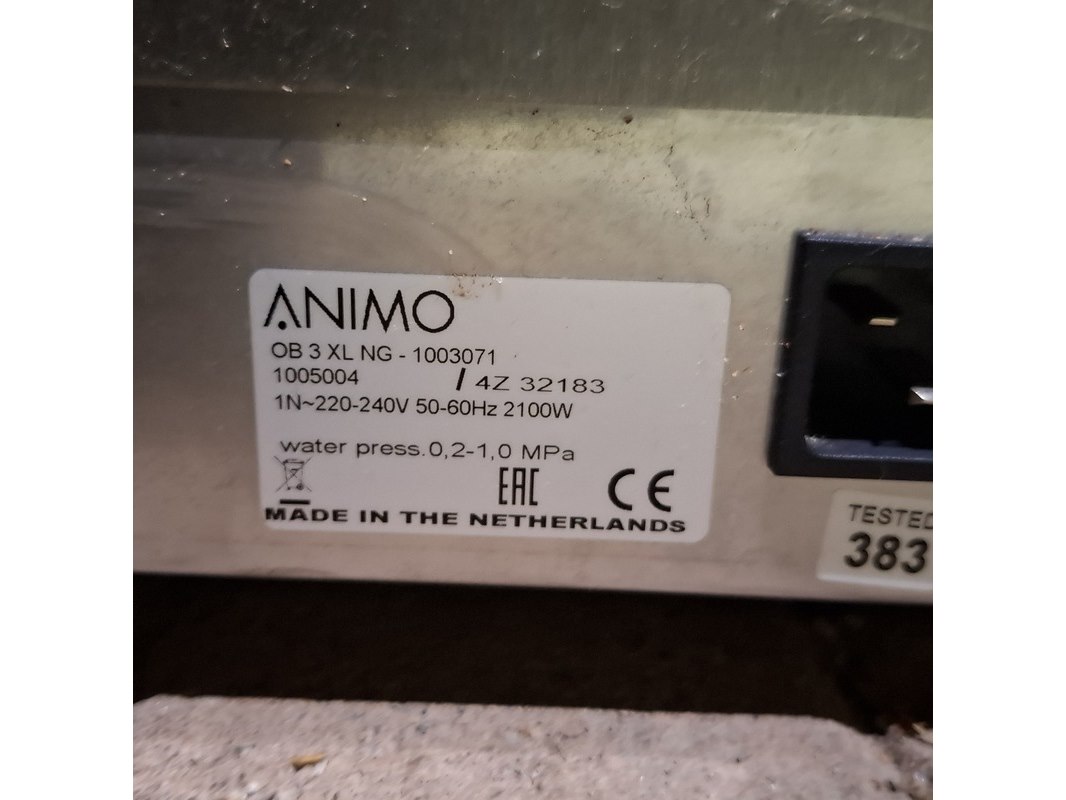 ANIMO
OB 3 XL NG - 1003071
1005004 / 4Z 32183
1N~220-240V 50-60Hz 2100W
water press.0,2-1,0 MPa
EAC CE
MADE IN THE NETHERLANDS
TESTED
383